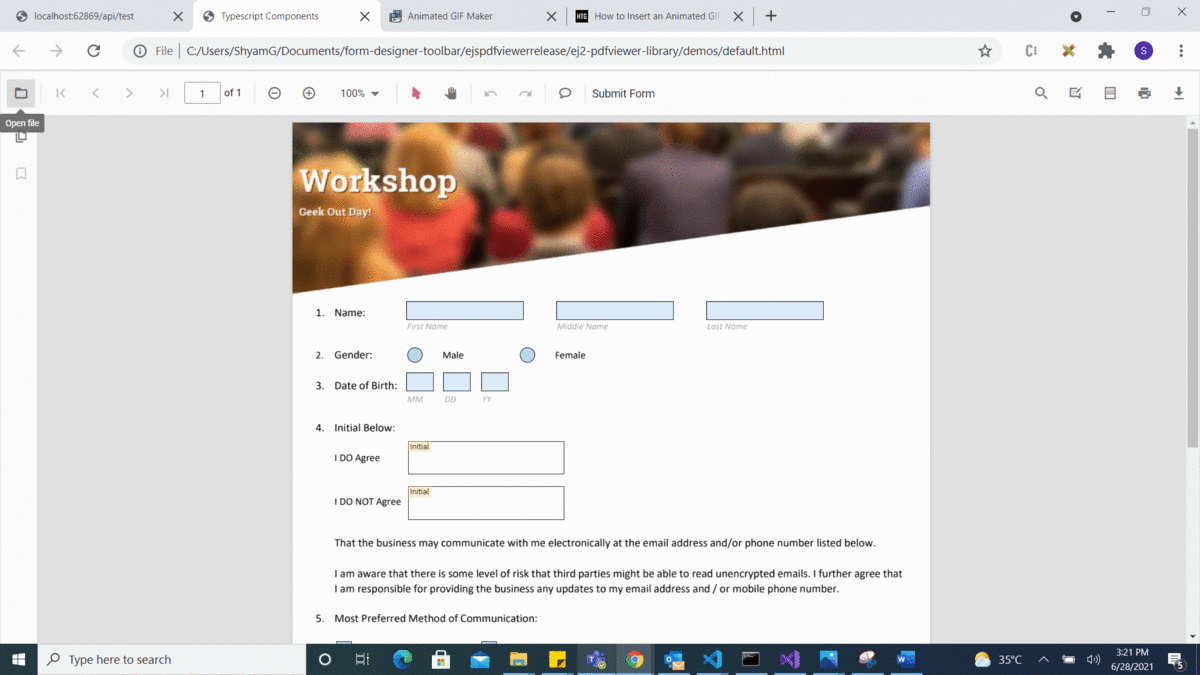 localhost:62869/api/test
Typescript Components
Animated GIF Maker
HTG How to Insert an Animated GIF
File C:/Users/ShyamG/Documents/form-designer-toolbar/ejspdfviewerrelease/ej2-pdfviewer-library/demos/default.html
S
1 of 1 100% Submit Form
Open file
Workshop
Geek Out Day!
1. Name:
First Name Middle Name Last Name
2. Gender: Male Female
3. Date of Birth:
MM DD YY
4. Initial Below:
Initial
I DO Agree
Initial
I DO NOT Agree
That the business may communicate with me electronically at the email address and/or phone number listed below.
I am aware that there is some level of risk that third parties might be able to read unencrypted emails. I further agree that
I am responsible for providing the business any updates to my email address and / or mobile phone number.
5. Most Preferred Method of Communication:
Type here to search
35°C
3:21 PM
6/28/2021
5